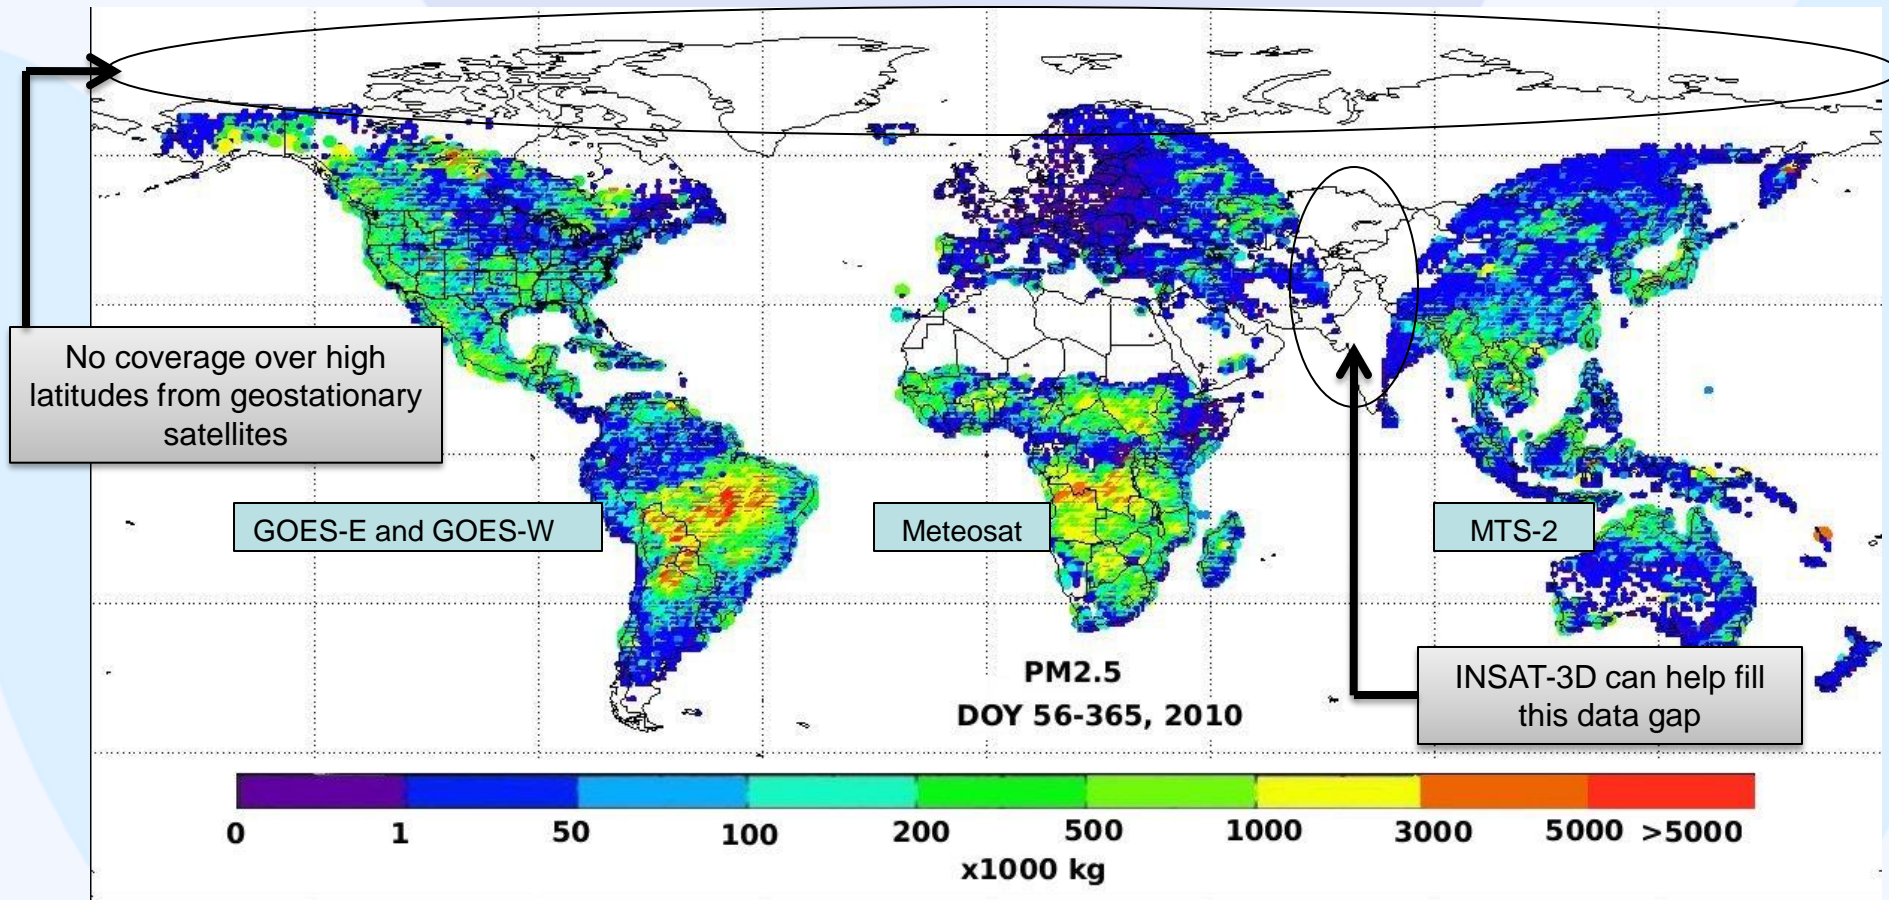 No coverage over high
latitudes from geostationary
satellites
GOES-E and GOES-W
Meteosat
MTS-2
PM2.5
DOY 56-365, 2010
INSAT-3D can help fill
this data gap
0 1 50 100 200 500 1000 3000 5000 >5000
x1000 kg